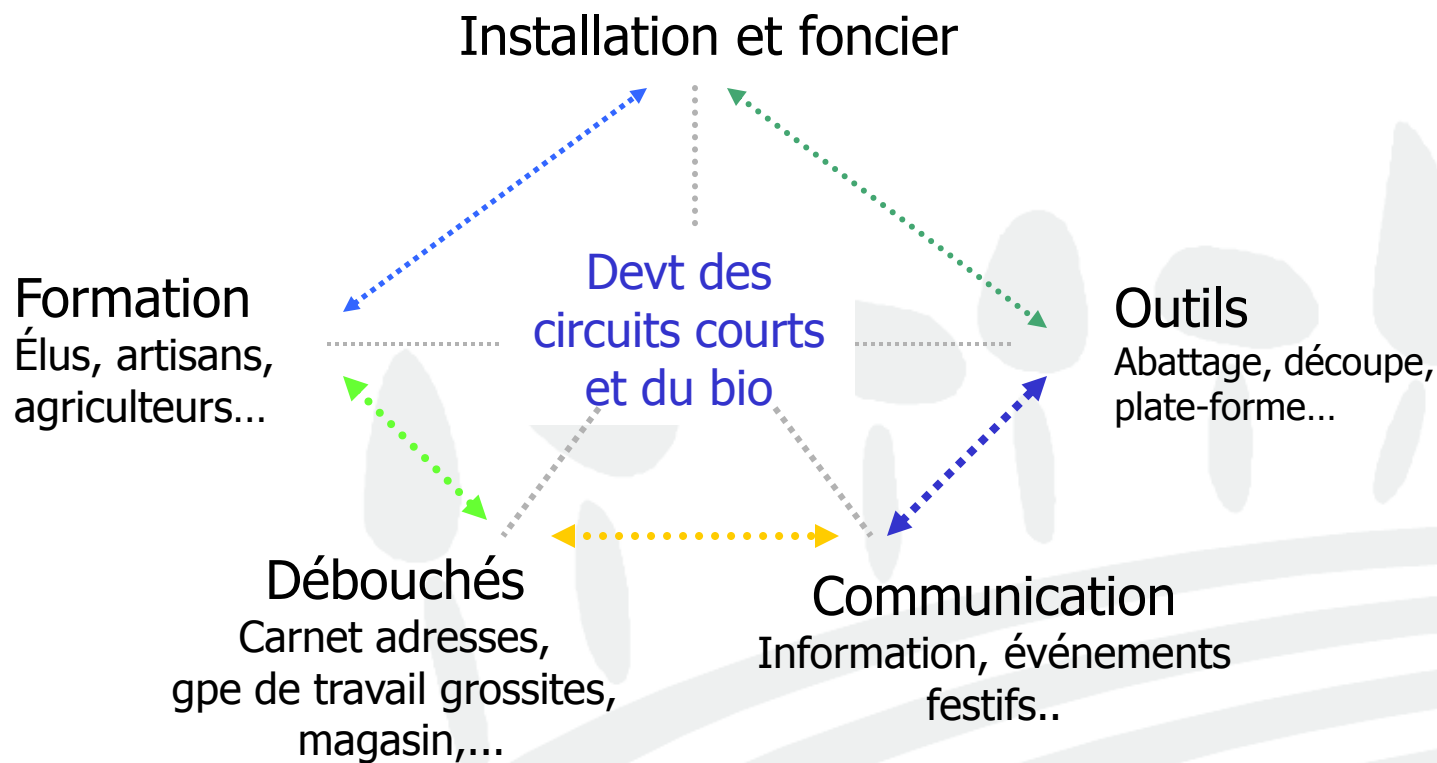 Installation et foncier
Devt des
circuits courts
et du bio
Formation
Élus, artisans,
agriculteurs…
Outils
Abattage, découpe,
plate-forme…
Débouchés
Carnet adresses,
gpe de travail grossites,
magasin,...
Communication
Information, événements
festifs..